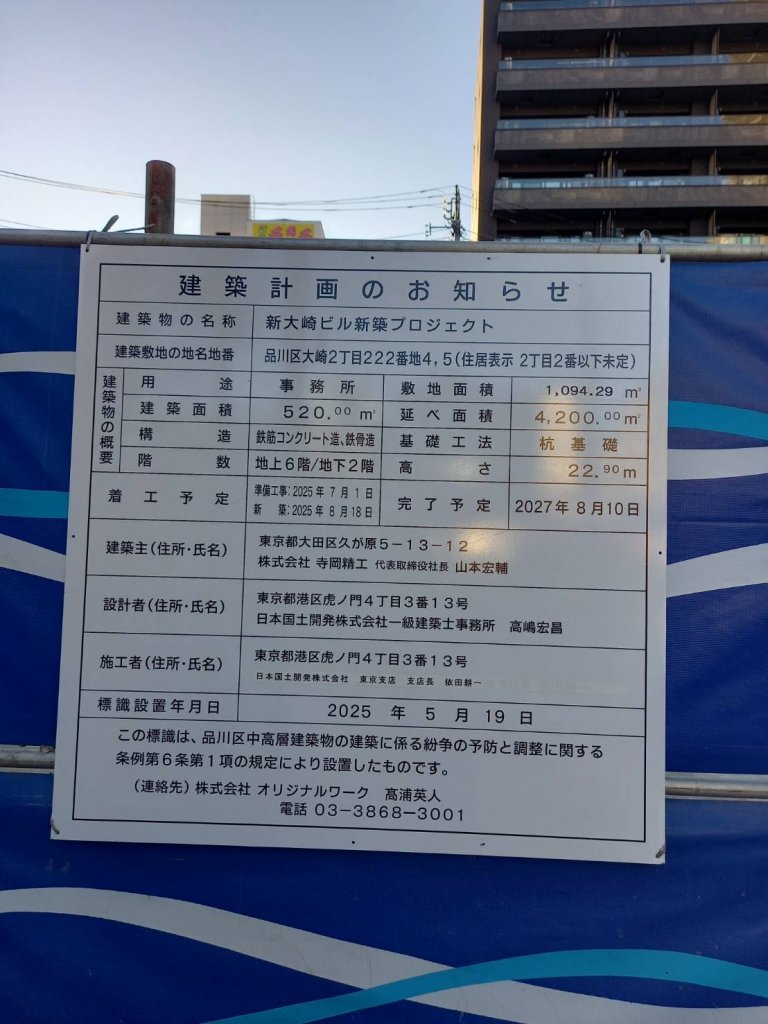 建築計画のお知らせ
建築物の名称 新大崎ビル新築プロジェクト
建築敷地の地名地番 品川区大崎2丁目222番地4,5(住居表示 2丁目2番以下未定)
建築物の概要
用途 事務所 敷地面積 1,094.29 ㎡
建築面積 520.00 ㎡ 延べ面積 4,200.00 ㎡
構造 鉄筋コンクリート造、鉄骨造 基礎工法 杭基礎
階数 地上6階/地下2階 高さ 22.90m
着工予定 準備工事:2025年7月1日
新築:2025年8月18日 完了予定 2027年8月10日
建築主(住所・氏名) 東京都大田区久が原5-13-12
株式会社 寺岡精工 代表取締役社長 山本宏輔
設計者(住所・氏名) 東京都港区虎ノ門4丁目3番13号
日本国土開発株式会社一級建築士事務所 高嶋宏昌
施工者(住所・氏名) 東京都港区虎ノ門4丁目3番13号
日本国土開発株式会社 東京支店 支店長 依田耕一
標識設置年月日 2025年5月19日
この標識は、品川区中高層建築物の建築に係る紛争の予防と調整に関する
条例第6条第1項の規定により設置したものです。
(連絡先)株式会社 オリジナルワーク 髙浦英人
電話 03-3868-3001